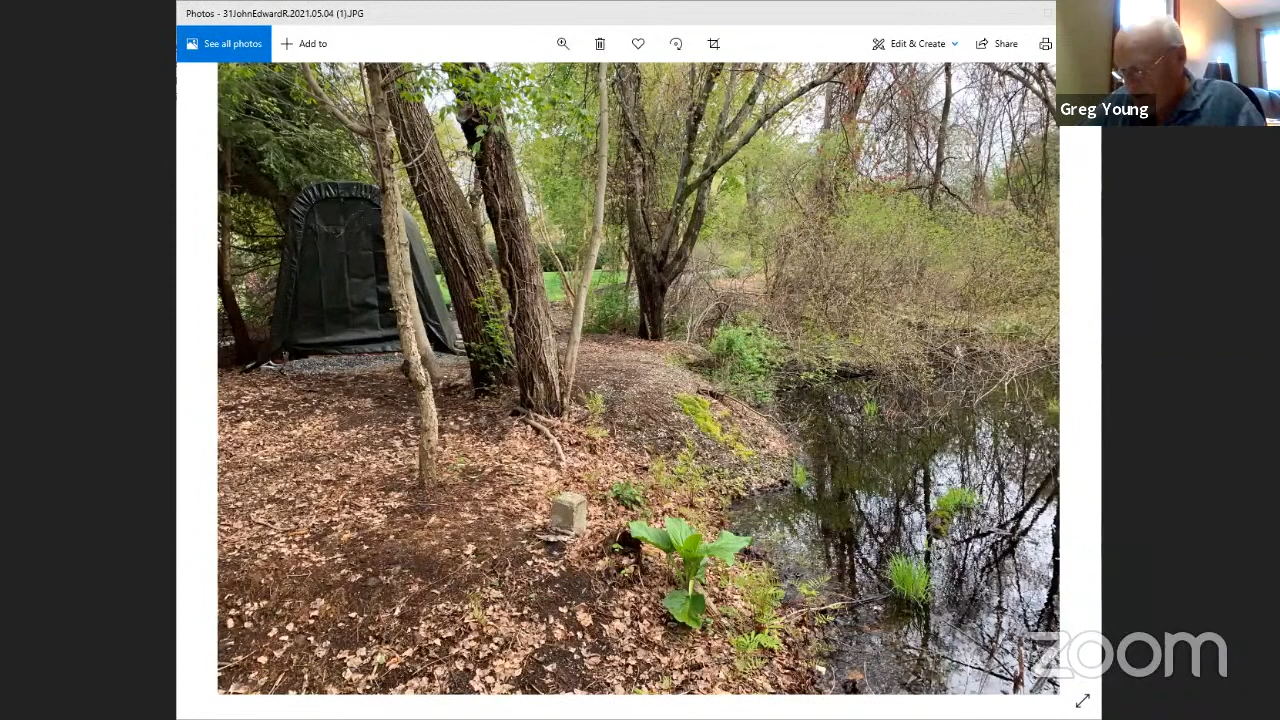 Photos - 31JohnEdwardR.2021.05.04 (1).JPG
See all photos
Add to
Edit & Create
Share
Greg Young
zoom